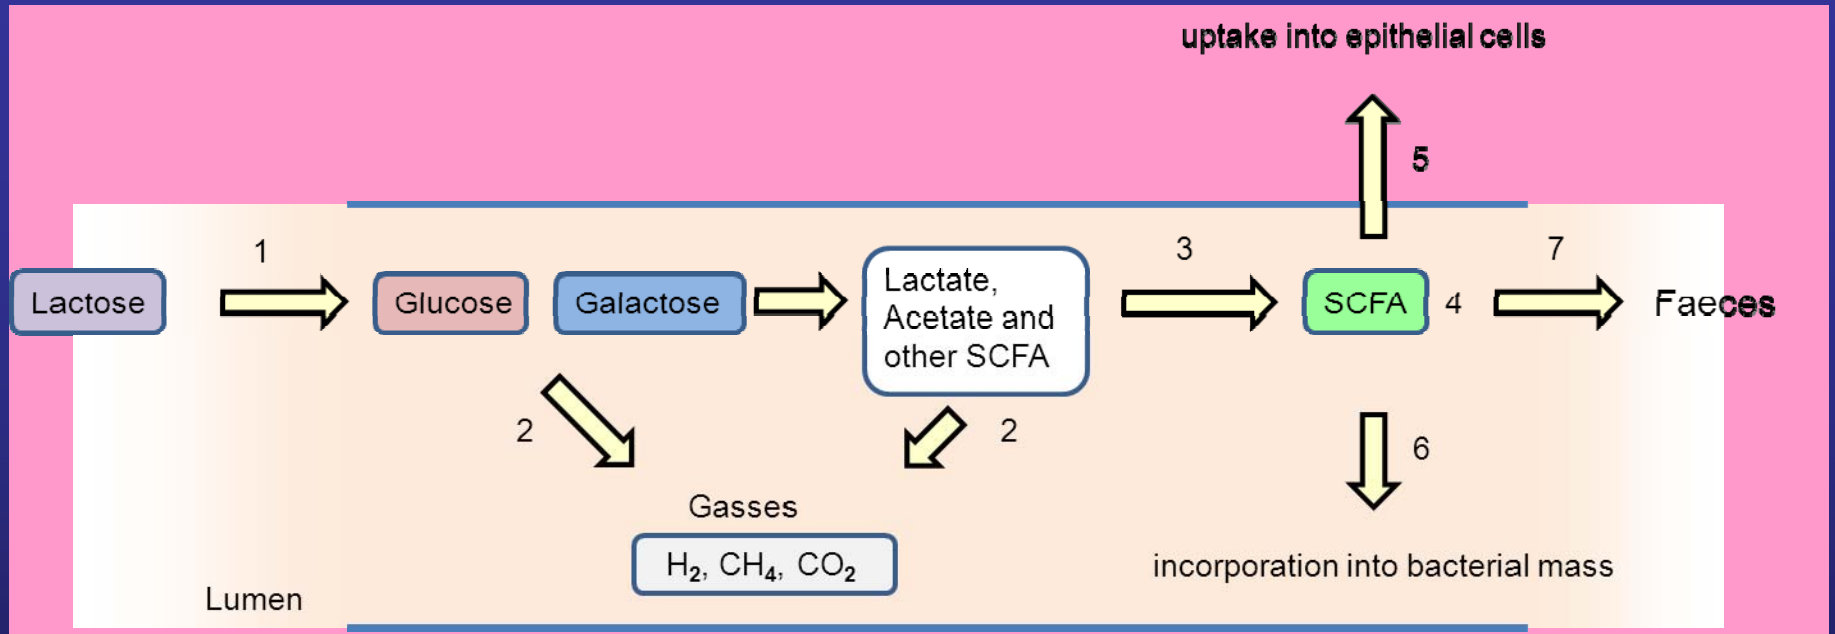 uptake into epithelial cells
5
1
3
7
Lactose
Glucose
Galactose
Lactate,
Acetate and
other SCFA
SCFA
4
Faeces
2
2
6
Gasses
H₂, CH₄, CO₂
incorporation into bacterial mass
Lumen